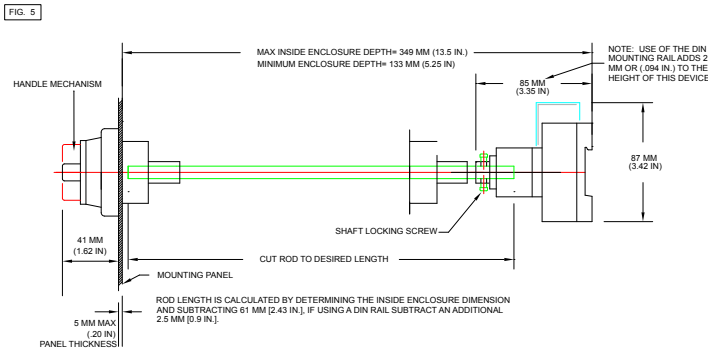 FIG. 5
MAX INSIDE ENCLOSURE DEPTH= 349 MM (13.5 IN.)
MINIMUM ENCLOSURE DEPTH= 133 MM (5.25 IN)
NOTE: USE OF THE DIN
MOUNTING RAIL ADDS 2
MM OR (.094 IN.) TO THE
HEIGHT OF THIS DEVICE
85 MM
(3.35 IN)
HANDLE MECHANISM
87 MM
(3.42 IN)
SHAFT LOCKING SCREW
41 MM
(1.62 IN)
CUT ROD TO DESIRED LENGTH
MOUNTING PANEL
ROD LENGTH IS CALCULATED BY DETERMINING THE INSIDE ENCLOSURE DIMENSION
AND SUBTRACTING 61 MM [2.43 IN.], IF USING A DIN RAIL SUBTRACT AN ADDITIONAL
2.5 MM [0.9 IN.].
5 MM MAX
(.20 IN)
PANEL THICKNESS